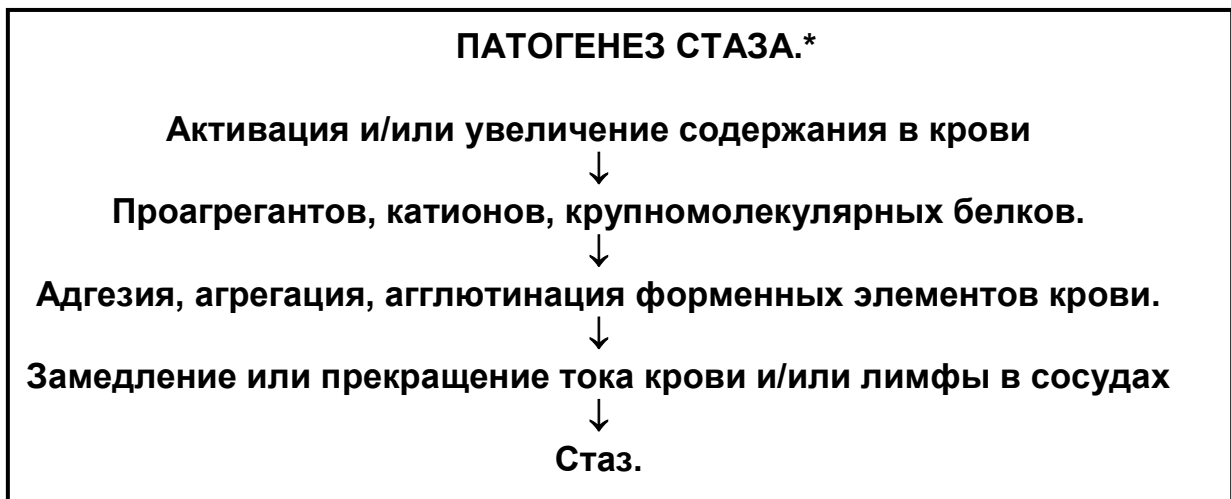 ПАТОГЕНЕЗ СТАЗА.*
Активация и/или увеличение содержания в крови
↓
Проагрегантов, катионов, крупномолекулярных белков.
↓
Адгезия, агрегация, агглютинация форменных элементов крови.
↓
Замедление или прекращение тока крови и/или лимфы в сосудах
↓
Стаз.